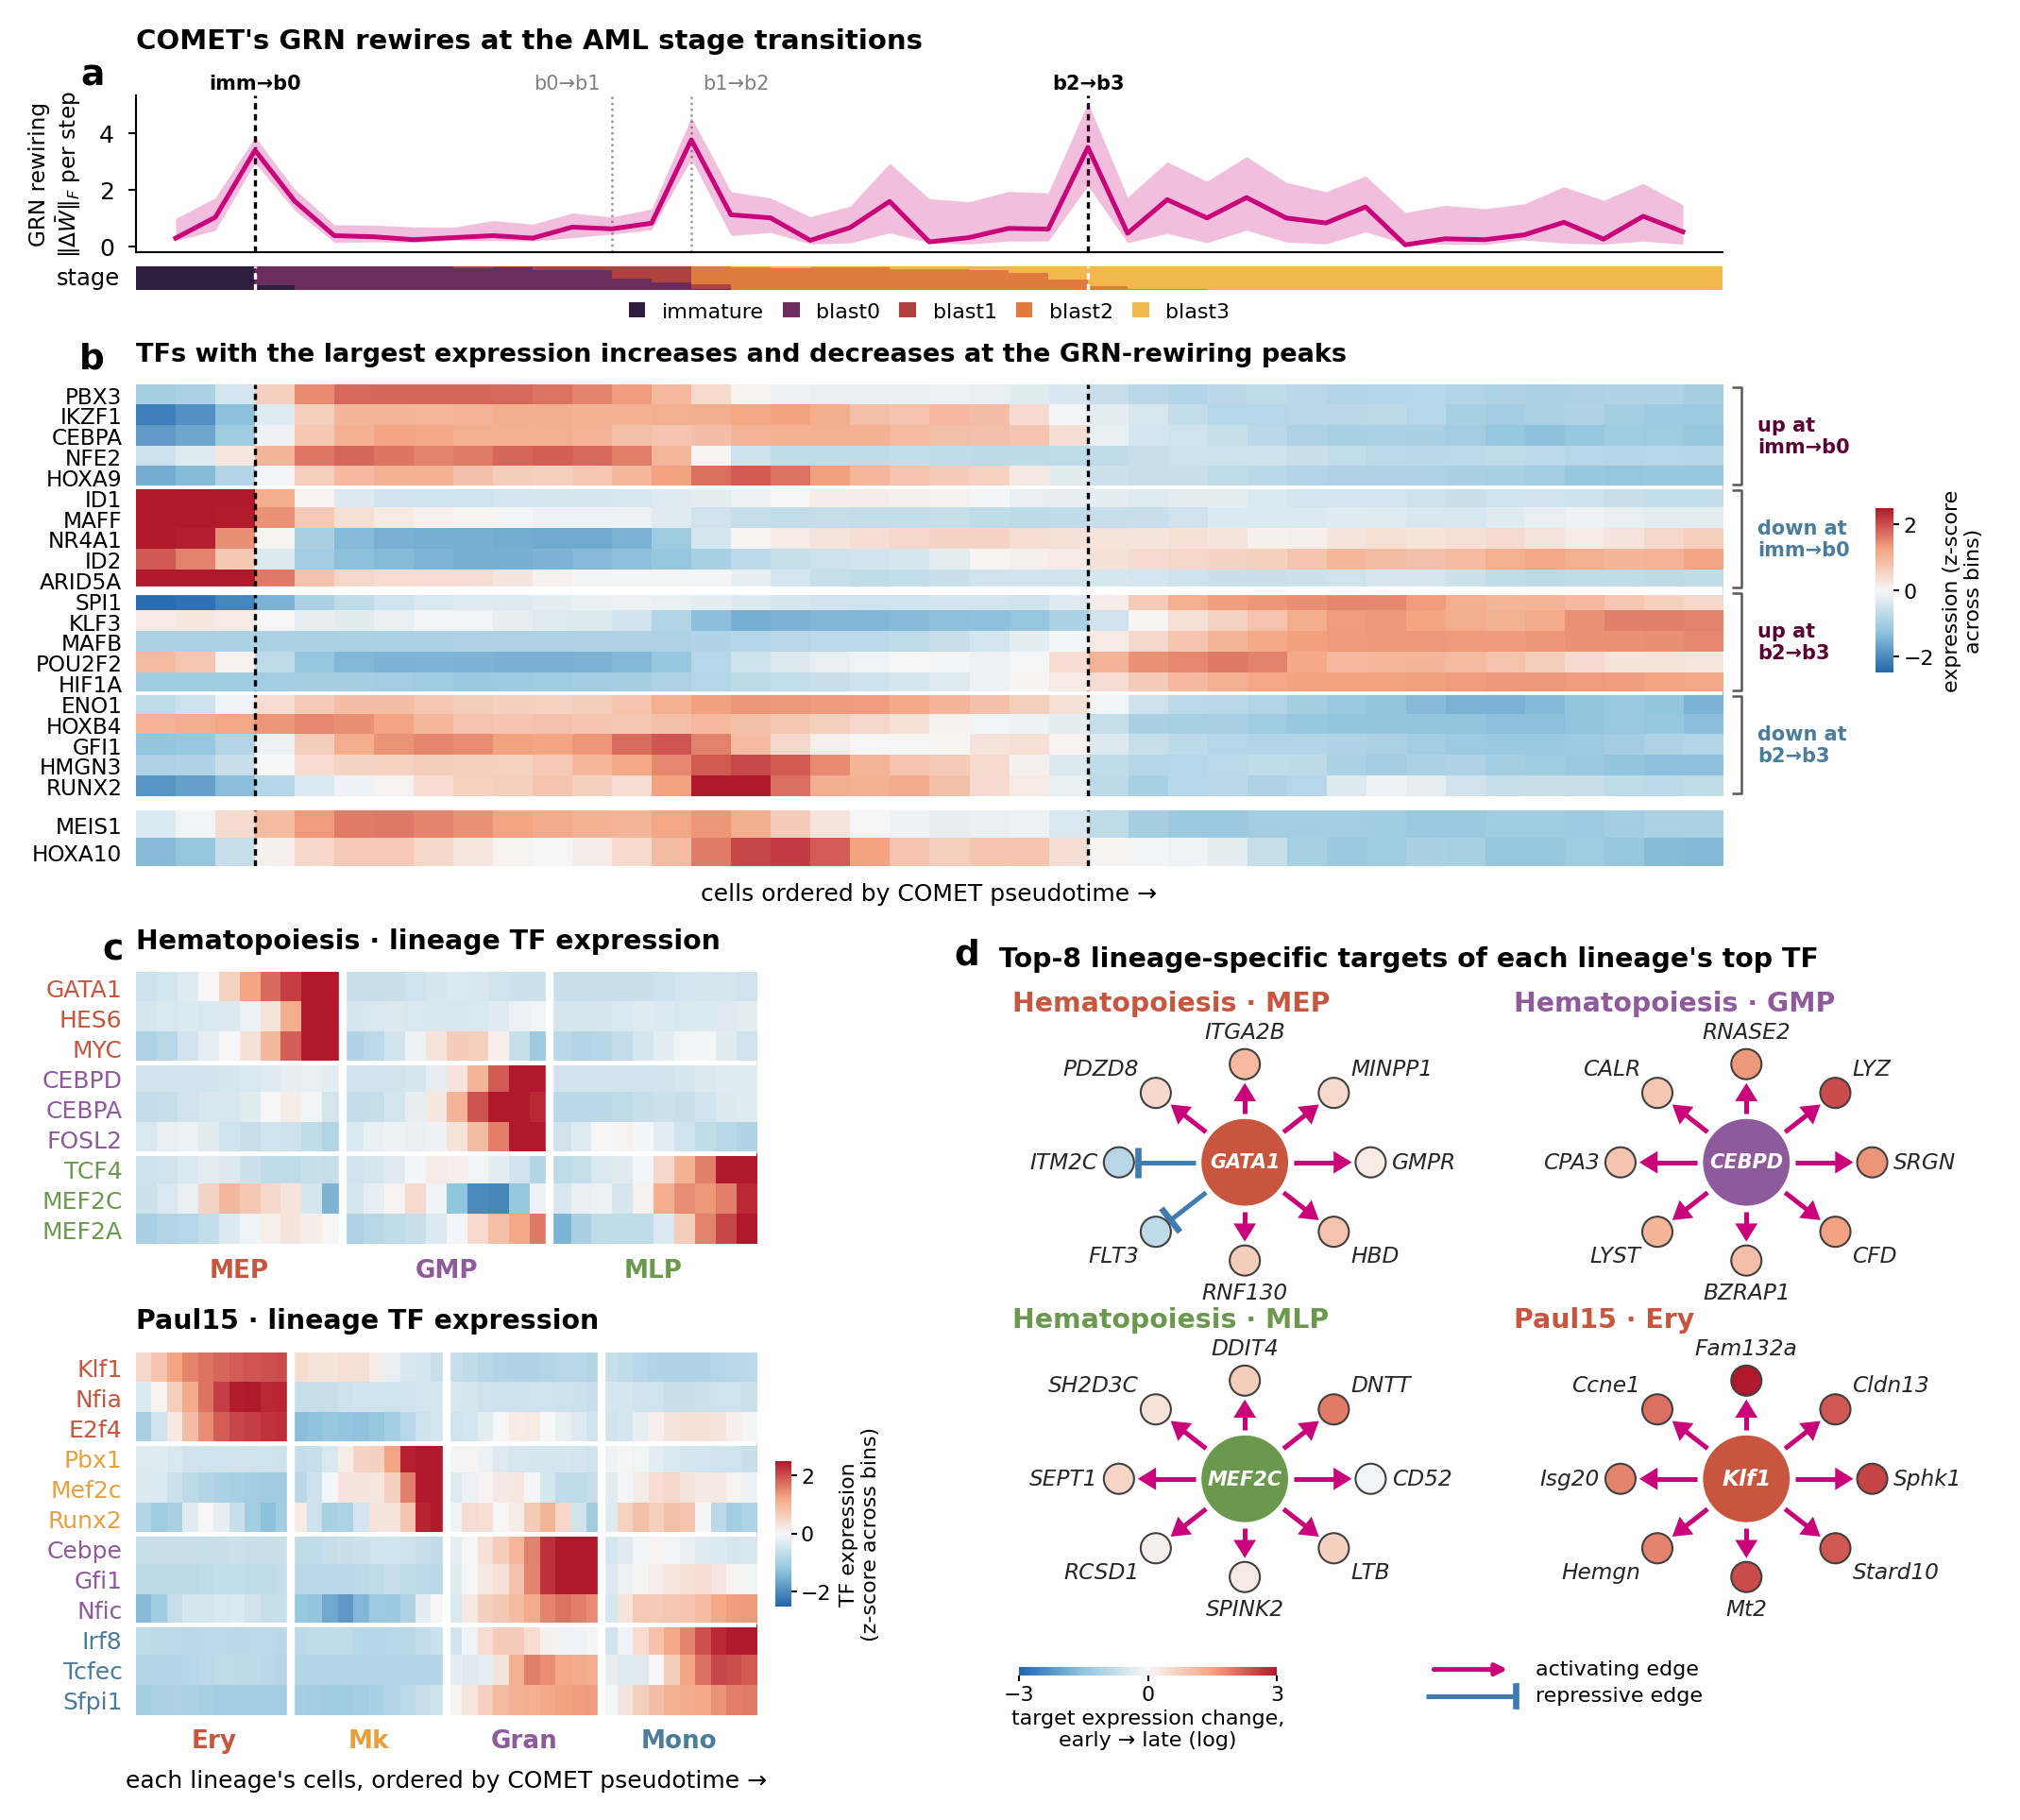 COMET's GRN rewires at the AML stage transitions
a
imm→b0
b0→b1
b1→b2
b2→b3
GRN rewiring
‖ΔW̄‖F per step
4
2
0
stage
immature
blast0
blast1
blast2
blast3
b
TFs with the largest expression increases and decreases at the GRN-rewiring peaks
PBX3
IKZF1
CEBPA
NFE2
HOXA9
ID1
MAFF
NR4A1
ID2
ARID5A
SPI1
KLF3
MAFB
POU2F2
HIF1A
ENO1
HOXB4
GFI1
HMGN3
RUNX2
MEIS1
HOXA10
up at
imm→b0
down at
imm→b0
up at
b2→b3
down at
b2→b3
2
0
−2
expression (z-score
across bins)
cells ordered by COMET pseudotime →
c
Hematopoiesis · lineage TF expression
GATA1
HES6
MYC
CEBPD
CEBPA
FOSL2
TCF4
MEF2C
MEF2A
MEP
GMP
MLP
Paul15 · lineage TF expression
Klf1
Nfia
E2f4
Pbx1
Mef2c
Runx2
Cebpe
Gfi1
Nfic
Irf8
Tcfec
Sfpi1
Ery
Mk
Gran
Mono
each lineage's cells, ordered by COMET pseudotime →
2
0
−2
TF expression
(z-score across bins)
d
Top-8 lineage-specific targets of each lineage's top TF
Hematopoiesis · MEP
ITGA2B
PDZD8
MINPP1
ITM2C
GATA1
GMPR
FLT3
HBD
RNF130
Hematopoiesis · GMP
RNASE2
CALR
LYZ
CPA3
CEBPD
SRGN
LYST
CFD
BZRAP1
Hematopoiesis · MLP
DDIT4
SH2D3C
DNTT
SEPT1
MEF2C
CD52
RCSD1
LTB
SPINK2
Paul15 · Ery
Fam132a
Ccne1
Cldn13
Isg20
Klf1
Sphk1
Hemgn
Stard10
Mt2
−3
0
3
target expression change,
early → late (log)
activating edge
repressive edge